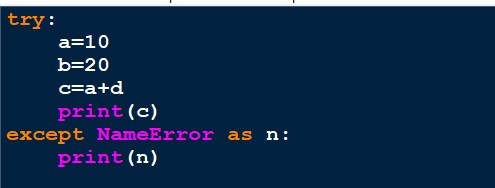 try:
    a=10
    b=20
    c=a+d
    print(c)
except NameError as n:
    print(n)